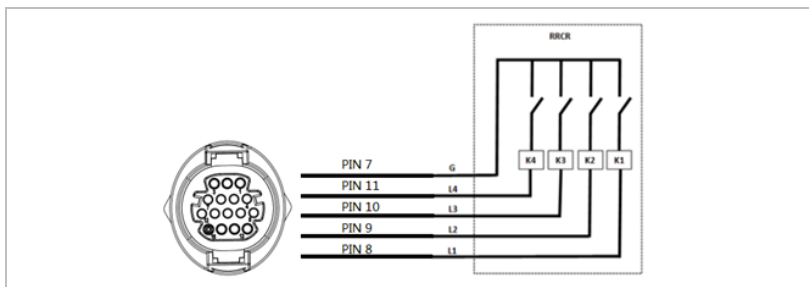 RRCR
K4 K3 K2 K1
PIN 7 G
PIN 11 L4
PIN 10 L3
PIN 9 L2
PIN 8 L1